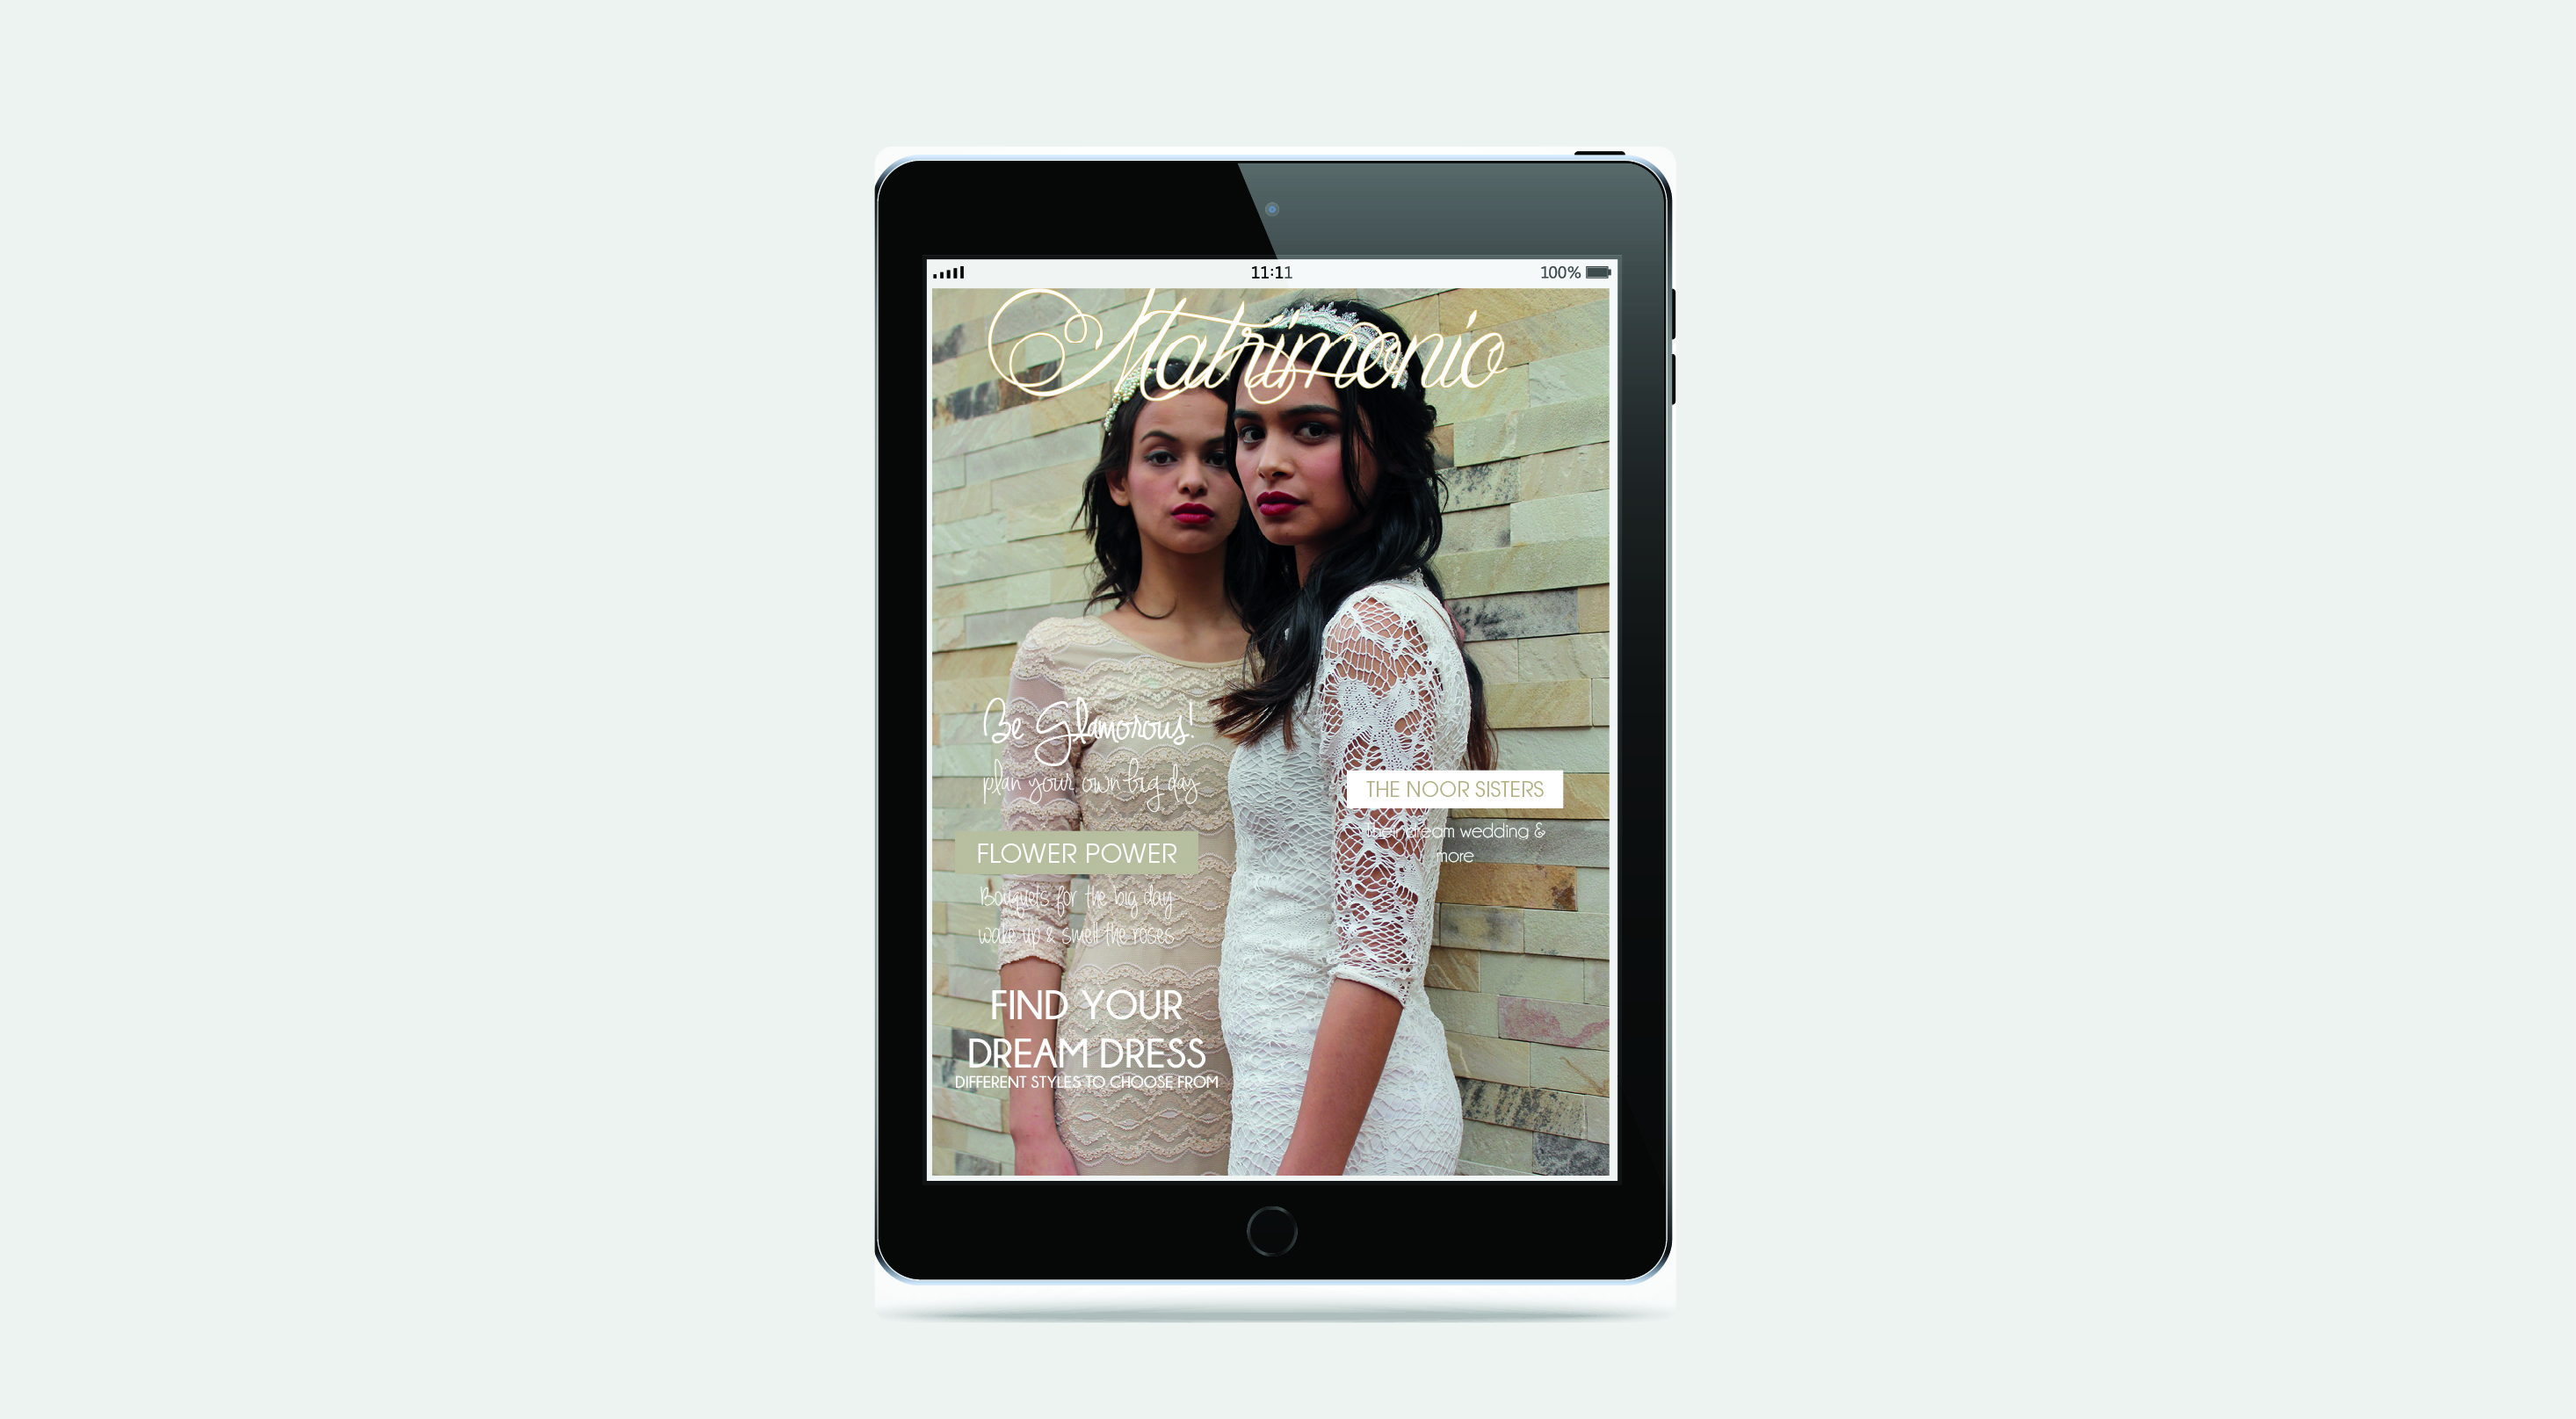 11:11
100%
Matrimonio
Be Glamorous!
plan your own big day
THE NOOR SISTERS
Their dream wedding &
more
FLOWER POWER
Bouquets for the big day
wake up & smell the roses
FIND YOUR
DREAM DRESS
DIFFERENT STYLES TO CHOOSE FROM